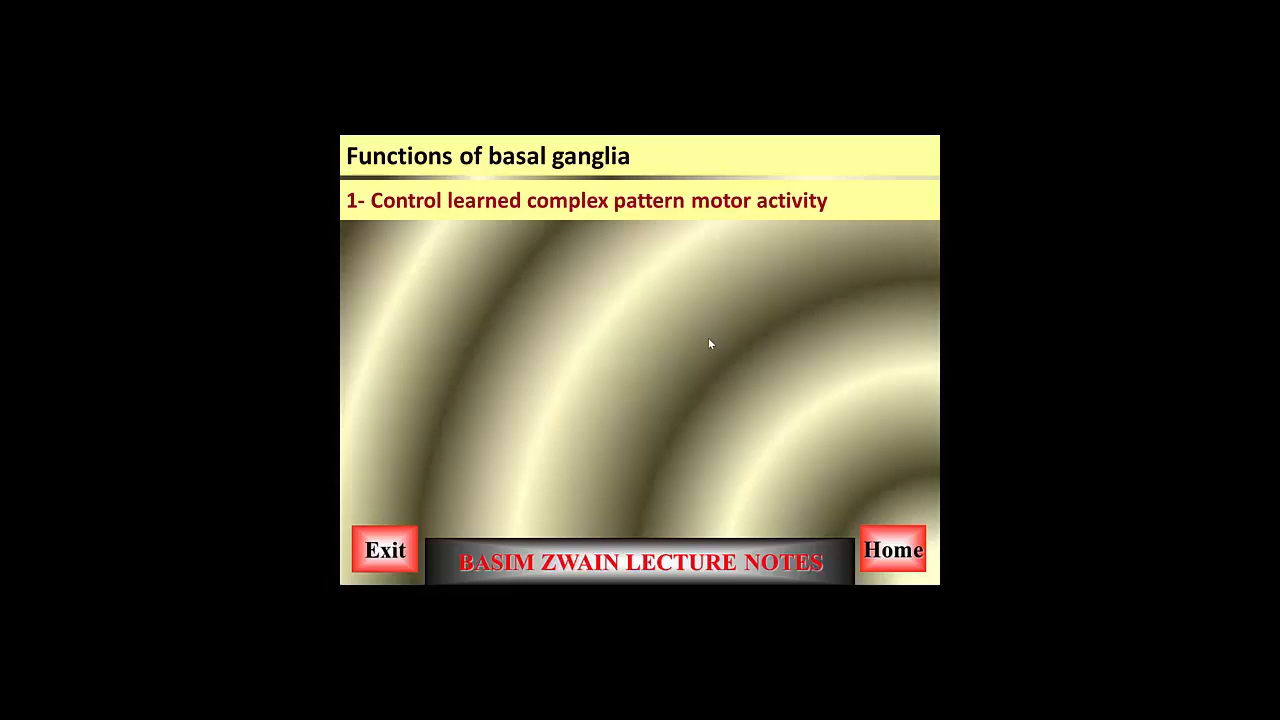 Functions of basal ganglia
1- Control learned complex pattern motor activity
Exit
BASIM ZWAIN LECTURE NOTES
Home